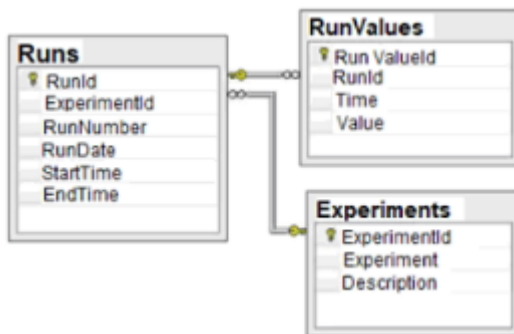 Runs
RunId
ExperimentId
RunNumber
RunDate
StartTime
EndTime
RunValues
Run ValueId
RunId
Time
Value
Experiments
ExperimentId
Experiment
Description